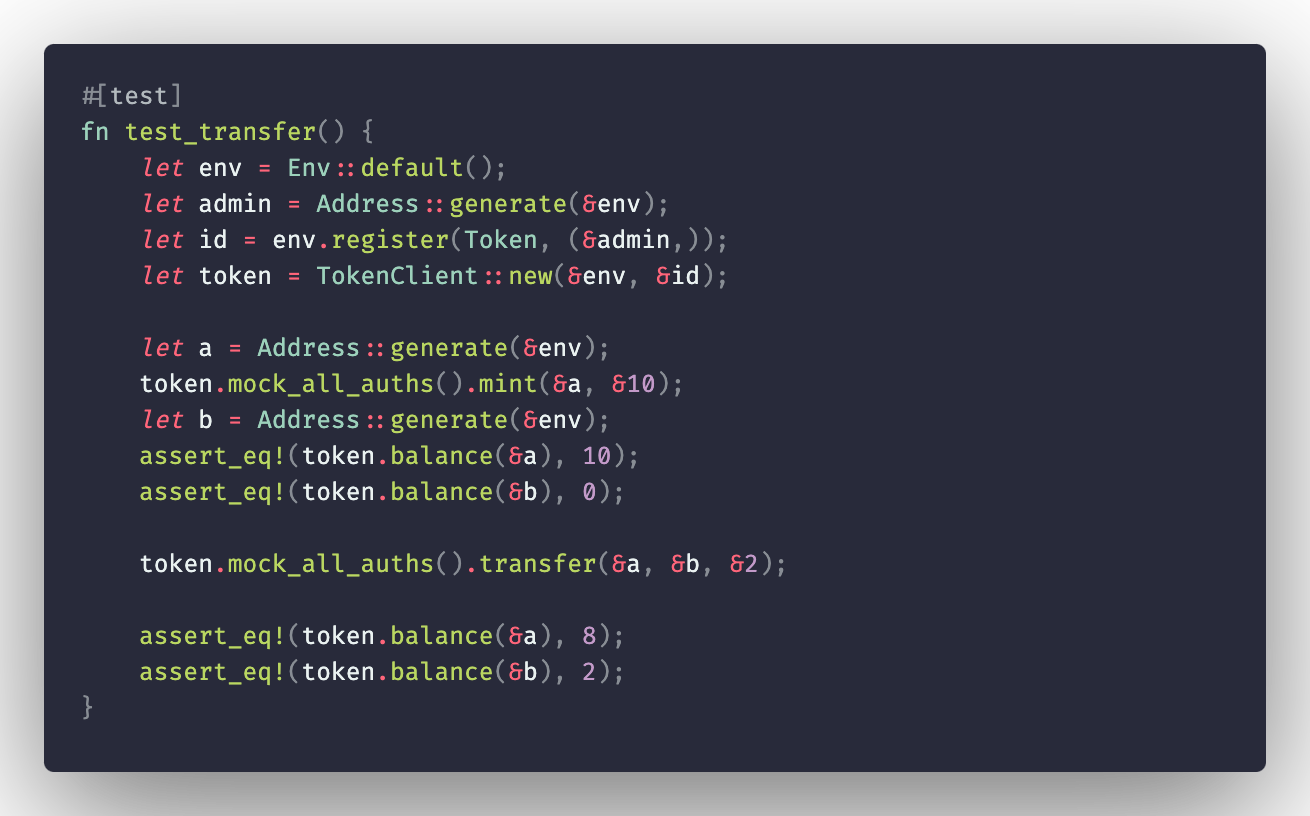 #[test]
fn test_transfer() {
    let env = Env::default();
    let admin = Address::generate(&env);
    let id = env.register(Token, (&admin,));
    let token = TokenClient::new(&env, &id);

    let a = Address::generate(&env);
    token.mock_all_auths().mint(&a, &10);
    let b = Address::generate(&env);
    assert_eq!(token.balance(&a), 10);
    assert_eq!(token.balance(&b), 0);

    token.mock_all_auths().transfer(&a, &b, &2);

    assert_eq!(token.balance(&a), 8);
    assert_eq!(token.balance(&b), 2);
}